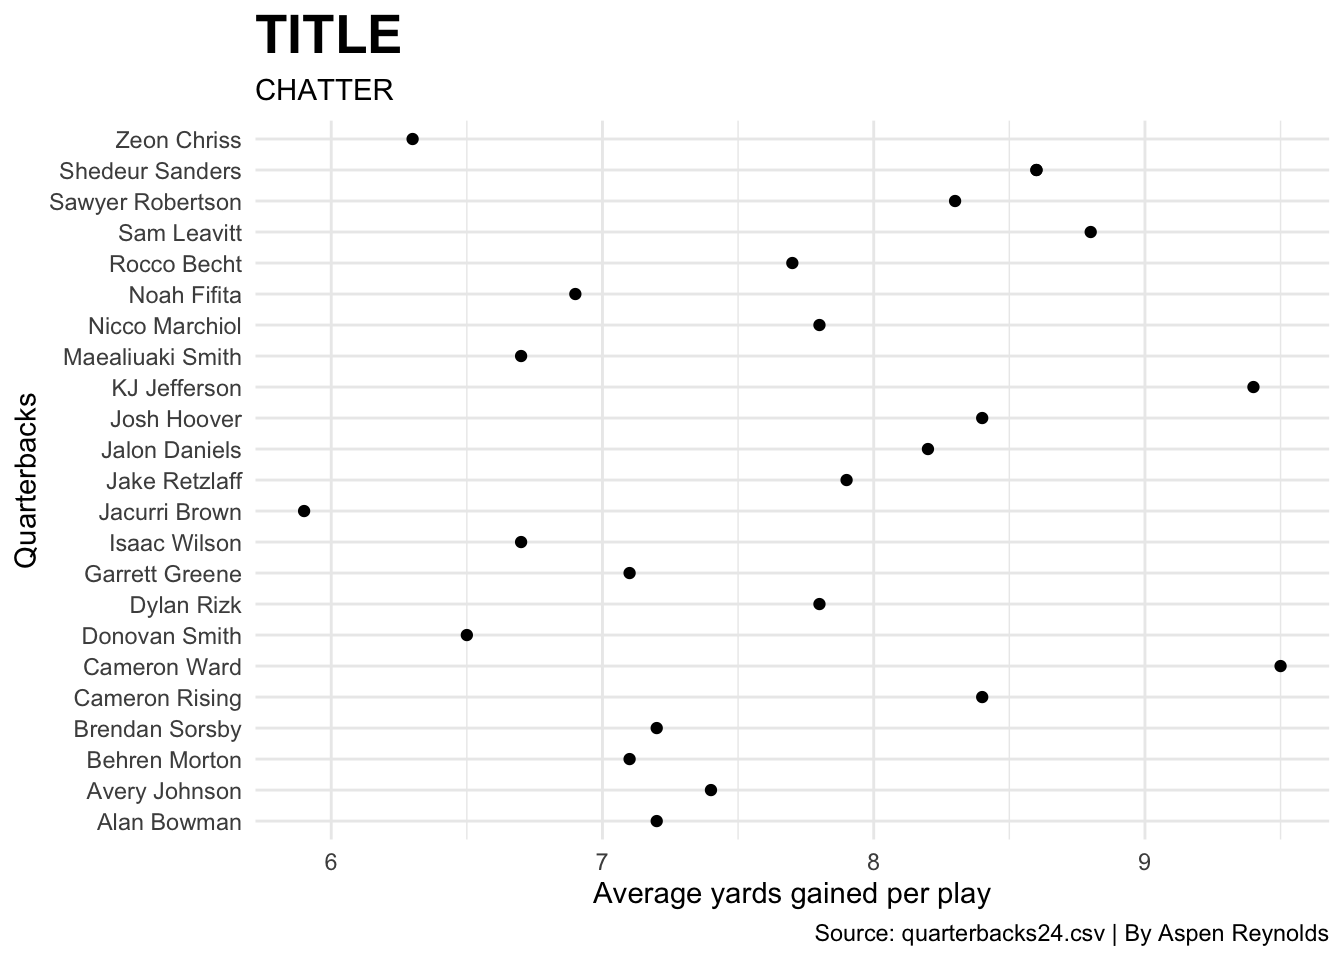 TITLE
CHATTER
Zeon Chriss
Shedeur Sanders
Sawyer Robertson
Sam Leavitt
Rocco Becht
Noah Fifita
Nicco Marchiol
Maealiuaki Smith
KJ Jefferson
Josh Hoover
Jalon Daniels
Jake Retzlaff
Jacurri Brown
Isaac Wilson
Garrett Greene
Dylan Rizk
Donovan Smith
Cameron Ward
Cameron Rising
Brendan Sorsby
Behren Morton
Avery Johnson
Alan Bowman
Quarterbacks
6 7 8 9
Average yards gained per play
Source: quarterbacks24.csv | By Aspen Reynolds